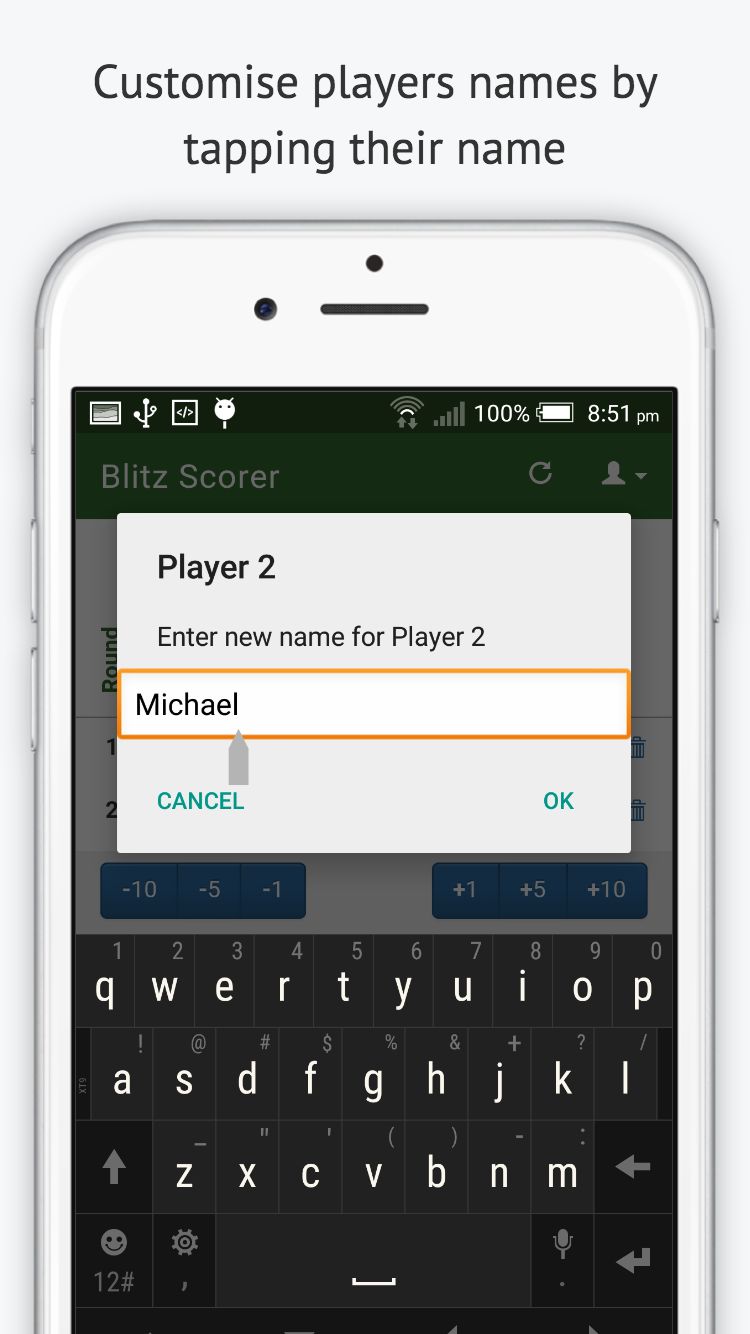 Customise players names by
tapping their name
100% 8:51 pm
Blitz Scorer
Player 2
Enter new name for Player 2
Round
Michael
1
2
CANCEL OK
-10 -5 -1 +1 +5 +10
1 2 3 4 5 6 7 8 9 0
q w e r t y u i o p
! @ # $ % & + ? /
XT9 a s d f g h j k l
_ " ' ( ) - :
z x c v b n m
12# , .